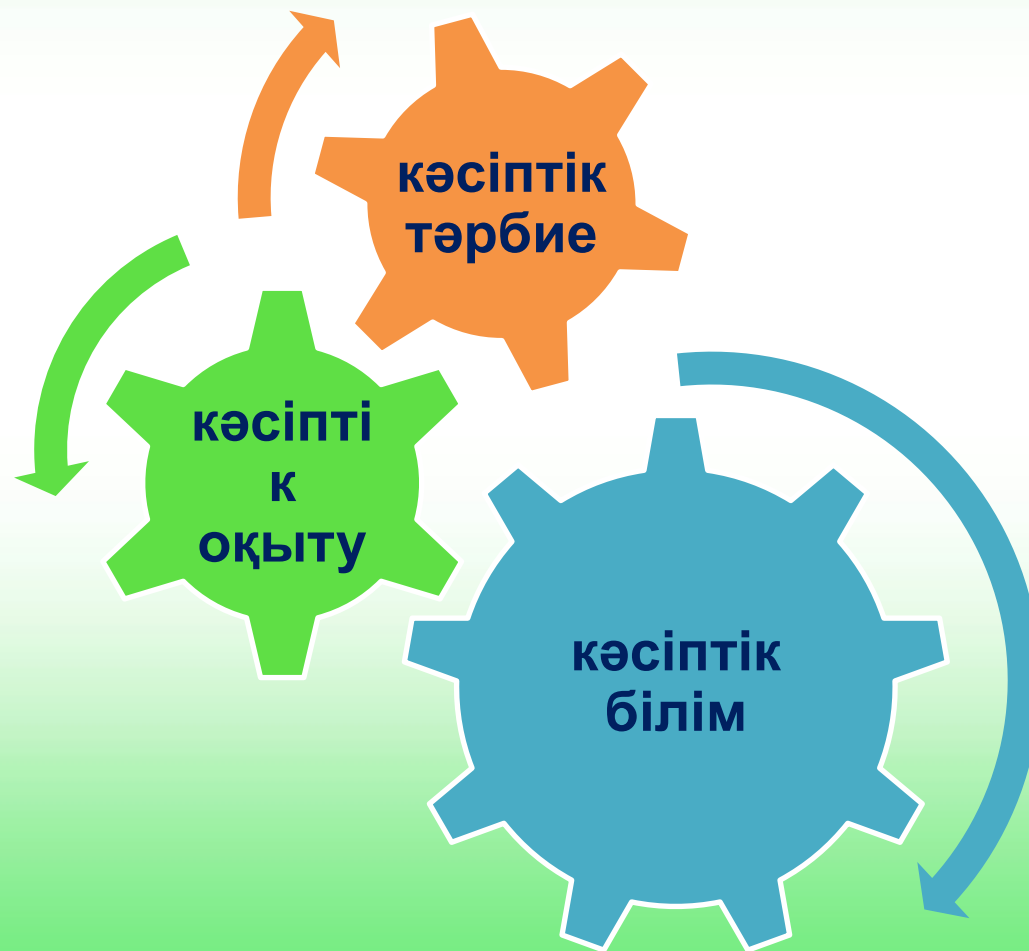 кәсіптік
тәрбие
кәсіпті
к
оқыту
кәсіптік
білім